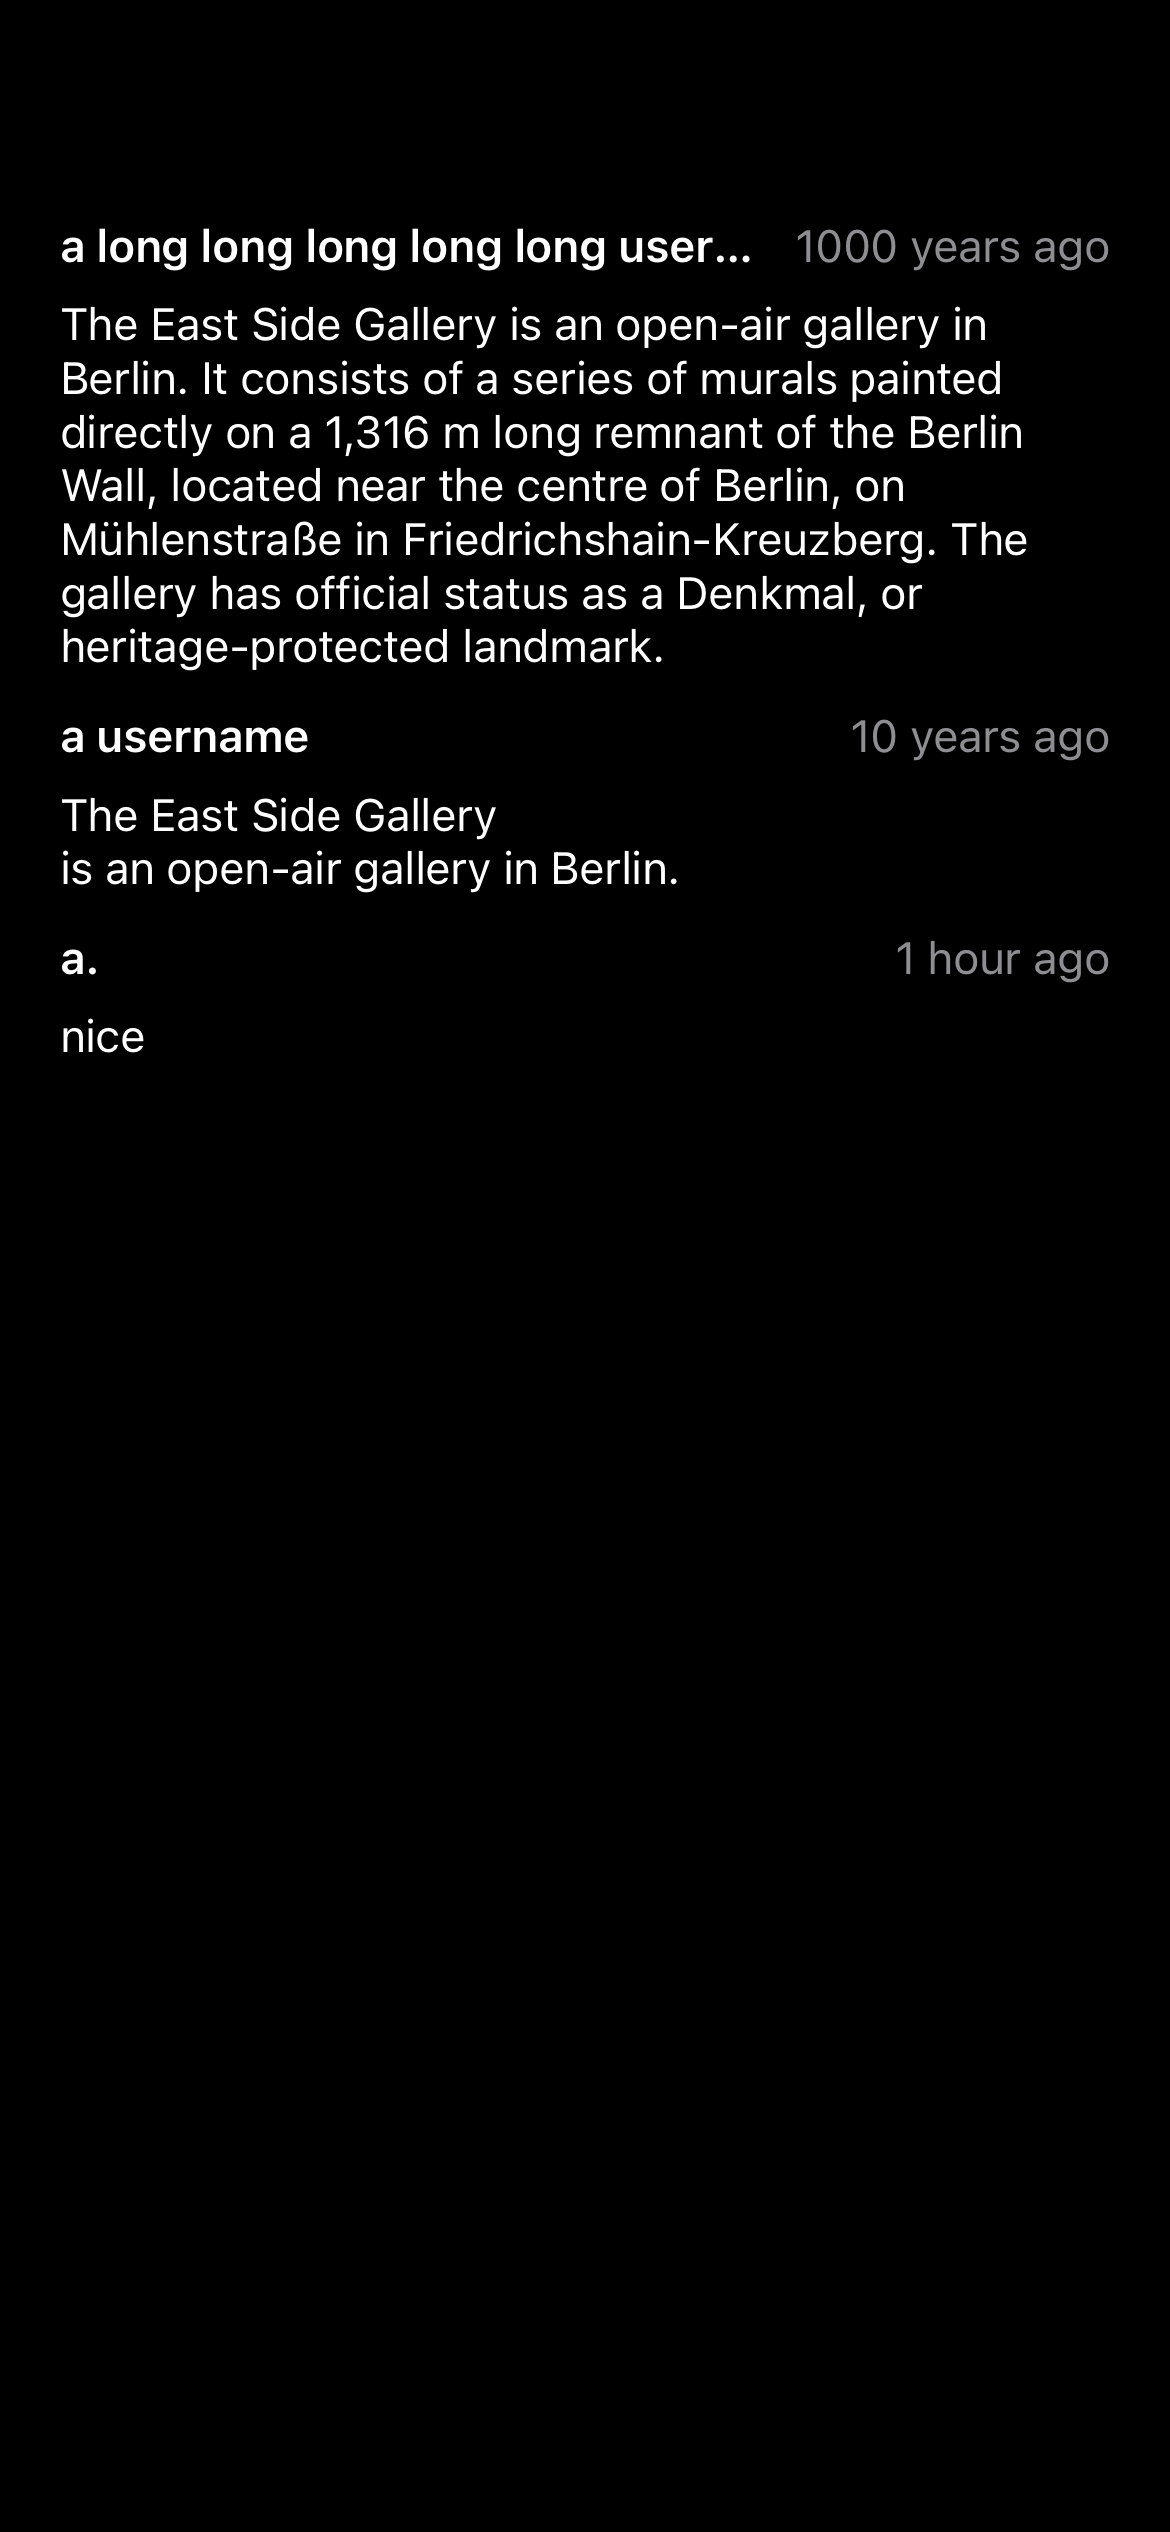 a long long long long long user... 1000 years ago
The East Side Gallery is an open-air gallery in
Berlin. It consists of a series of murals painted
directly on a 1,316 m long remnant of the Berlin
Wall, located near the centre of Berlin, on
Mühlenstraße in Friedrichshain-Kreuzberg. The
gallery has official status as a Denkmal, or
heritage-protected landmark.
a username 10 years ago
The East Side Gallery
is an open-air gallery in Berlin.
a. 1 hour ago
nice